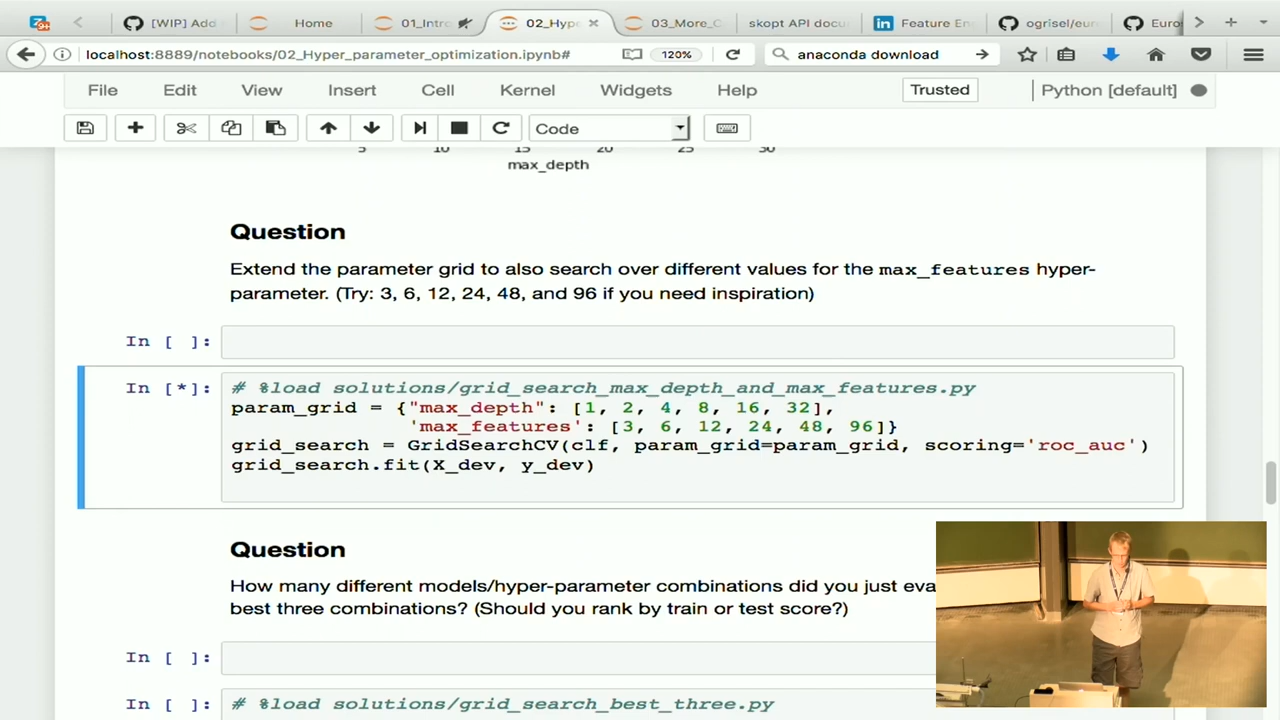 [WIP] Add
Home
01_Intro
02_Hype
03_More_
skopt API docu
Feature En
ogrisel/eur
Euros
localhost:8889/notebooks/02_Hyper_parameter_optimization.ipynb#
120%
anaconda download
File Edit View Insert Cell Kernel Widgets Help
Trusted
Python [default]
Code
5 10 15 20 25 30
max_depth
Question
Extend the parameter grid to also search over different values for the max_features hyper-
parameter. (Try: 3, 6, 12, 24, 48, and 96 if you need inspiration)
In [ ]:
In [*]:
# %load solutions/grid_search_max_depth_and_max_features.py
param_grid = {"max_depth": [1, 2, 4, 8, 16, 32],
'max_features': [3, 6, 12, 24, 48, 96]}
grid_search = GridSearchCV(clf, param_grid=param_grid, scoring='roc_auc')
grid_search.fit(X_dev, y_dev)
Question
How many different models/hyper-parameter combinations did you just eva
best three combinations? (Should you rank by train or test score?)
In [ ]:
In [ ]:
# %load solutions/grid_search_best_three.py